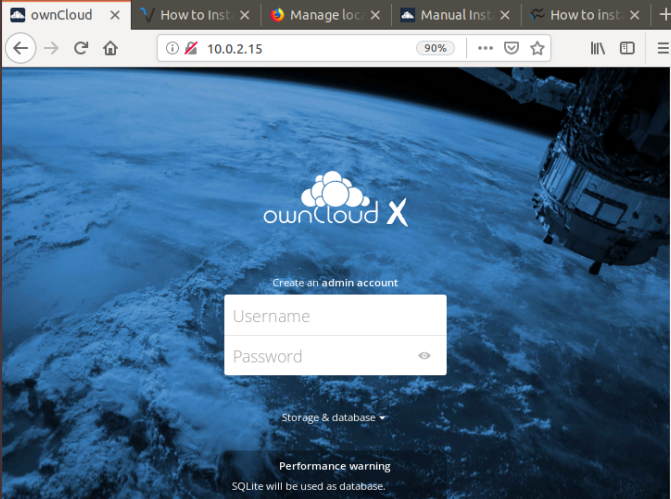 ownCloud
How to Inst
Manage loca
Manual Inst
How to inst
10.0.2.15
90%
ownCloud X
Create an admin account
Username
Password
Storage & database
Performance warning
SQLite will be used as database.